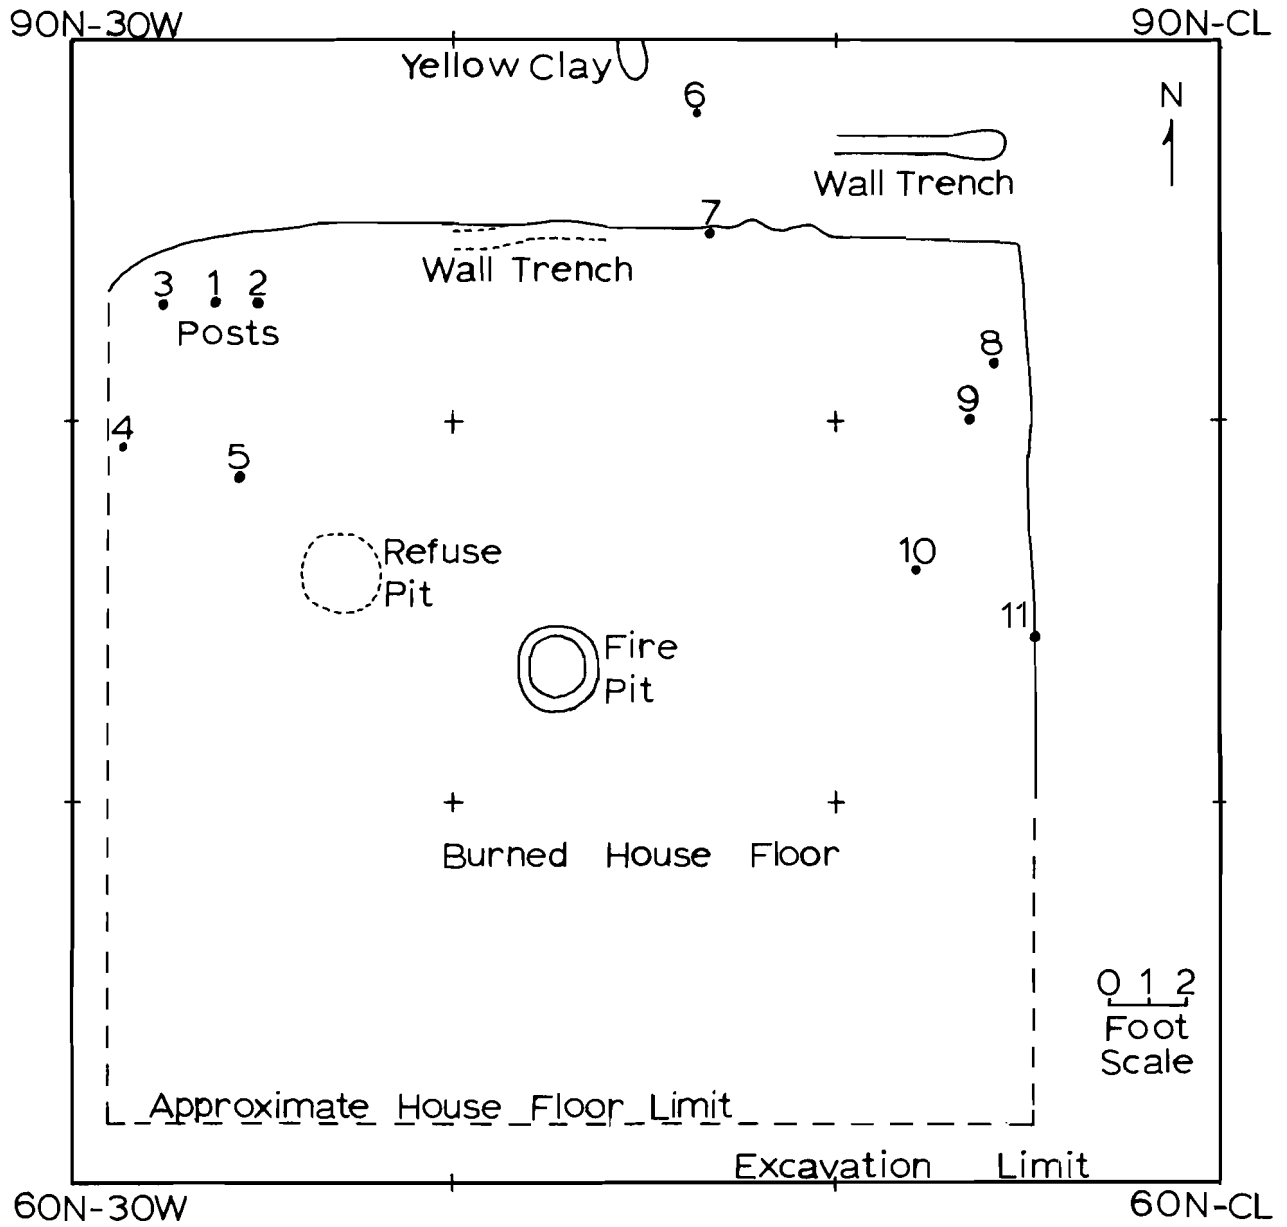 90N-30W
90N-CL
Yellow Clay
6
N
Wall Trench
7
Wall Trench
3 1 2
Posts
8
9
4
5
10
Refuse
Pit
11
Fire
Pit
Burned House Floor
0 1 2
Foot
Scale
Approximate House Floor Limit
Excavation Limit
60N-30W
60N-CL